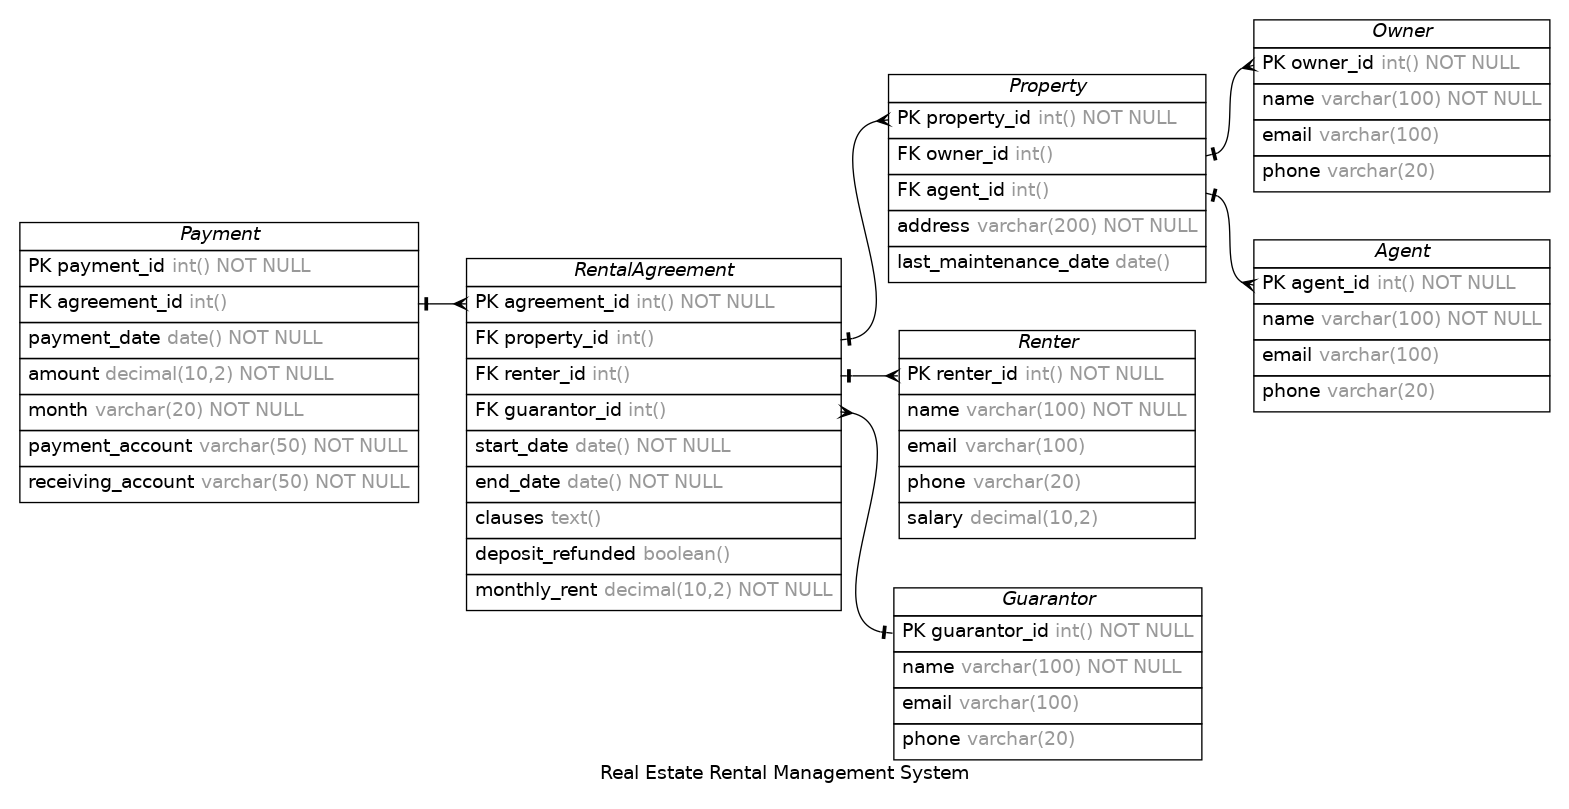 Payment
PK payment_id int() NOT NULL
FK agreement_id int()
payment_date date() NOT NULL
amount decimal(10,2) NOT NULL
month varchar(20) NOT NULL
payment_account varchar(50) NOT NULL
receiving_account varchar(50) NOT NULL
RentalAgreement
PK agreement_id int() NOT NULL
FK property_id int()
FK renter_id int()
FK guarantor_id int()
start_date date() NOT NULL
end_date date() NOT NULL
clauses text()
deposit_refunded boolean()
monthly_rent decimal(10,2) NOT NULL
Property
PK property_id int() NOT NULL
FK owner_id int()
FK agent_id int()
address varchar(200) NOT NULL
last_maintenance_date date()
Renter
PK renter_id int() NOT NULL
name varchar(100) NOT NULL
email varchar(100)
phone varchar(20)
salary decimal(10,2)
Guarantor
PK guarantor_id int() NOT NULL
name varchar(100) NOT NULL
email varchar(100)
phone varchar(20)
Owner
PK owner_id int() NOT NULL
name varchar(100) NOT NULL
email varchar(100)
phone varchar(20)
Agent
PK agent_id int() NOT NULL
name varchar(100) NOT NULL
email varchar(100)
phone varchar(20)
Real Estate Rental Management System